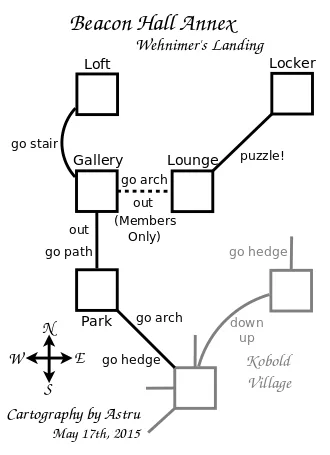 Beacon Hall Annex
Wehnimer's Landing
Loft
Locker
go stair
puzzle!
Gallery
Lounge
go arch
out
(Members
Only)
out
go path
go hedge
Park
go arch
down
up
N
W
E
S
go hedge
Kobold
Village
Cartography by Astru
May 17th, 2015